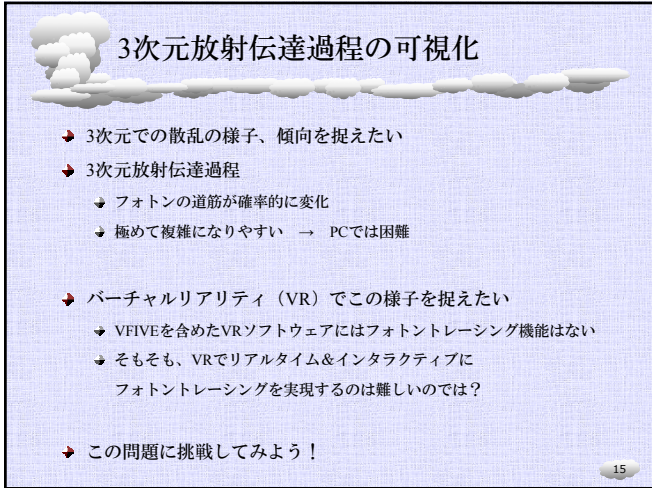 3次元放射伝達過程の可視化
3次元での散乱の様子、傾向を捉えたい
3次元放射伝達過程
フォトンの道筋が確率的に変化
極めて複雑になりやすい → PCでは困難
バーチャルリアリティ（VR）でこの様子を捉えたい
VFIVEを含めたVRソフトウェアにはフォトントレーシング機能はない
そもそも、VRでリアルタイム＆インタラクティブに
フォトントレーシングを実現するのは難しいのでは？
この問題に挑戦してみよう！
15